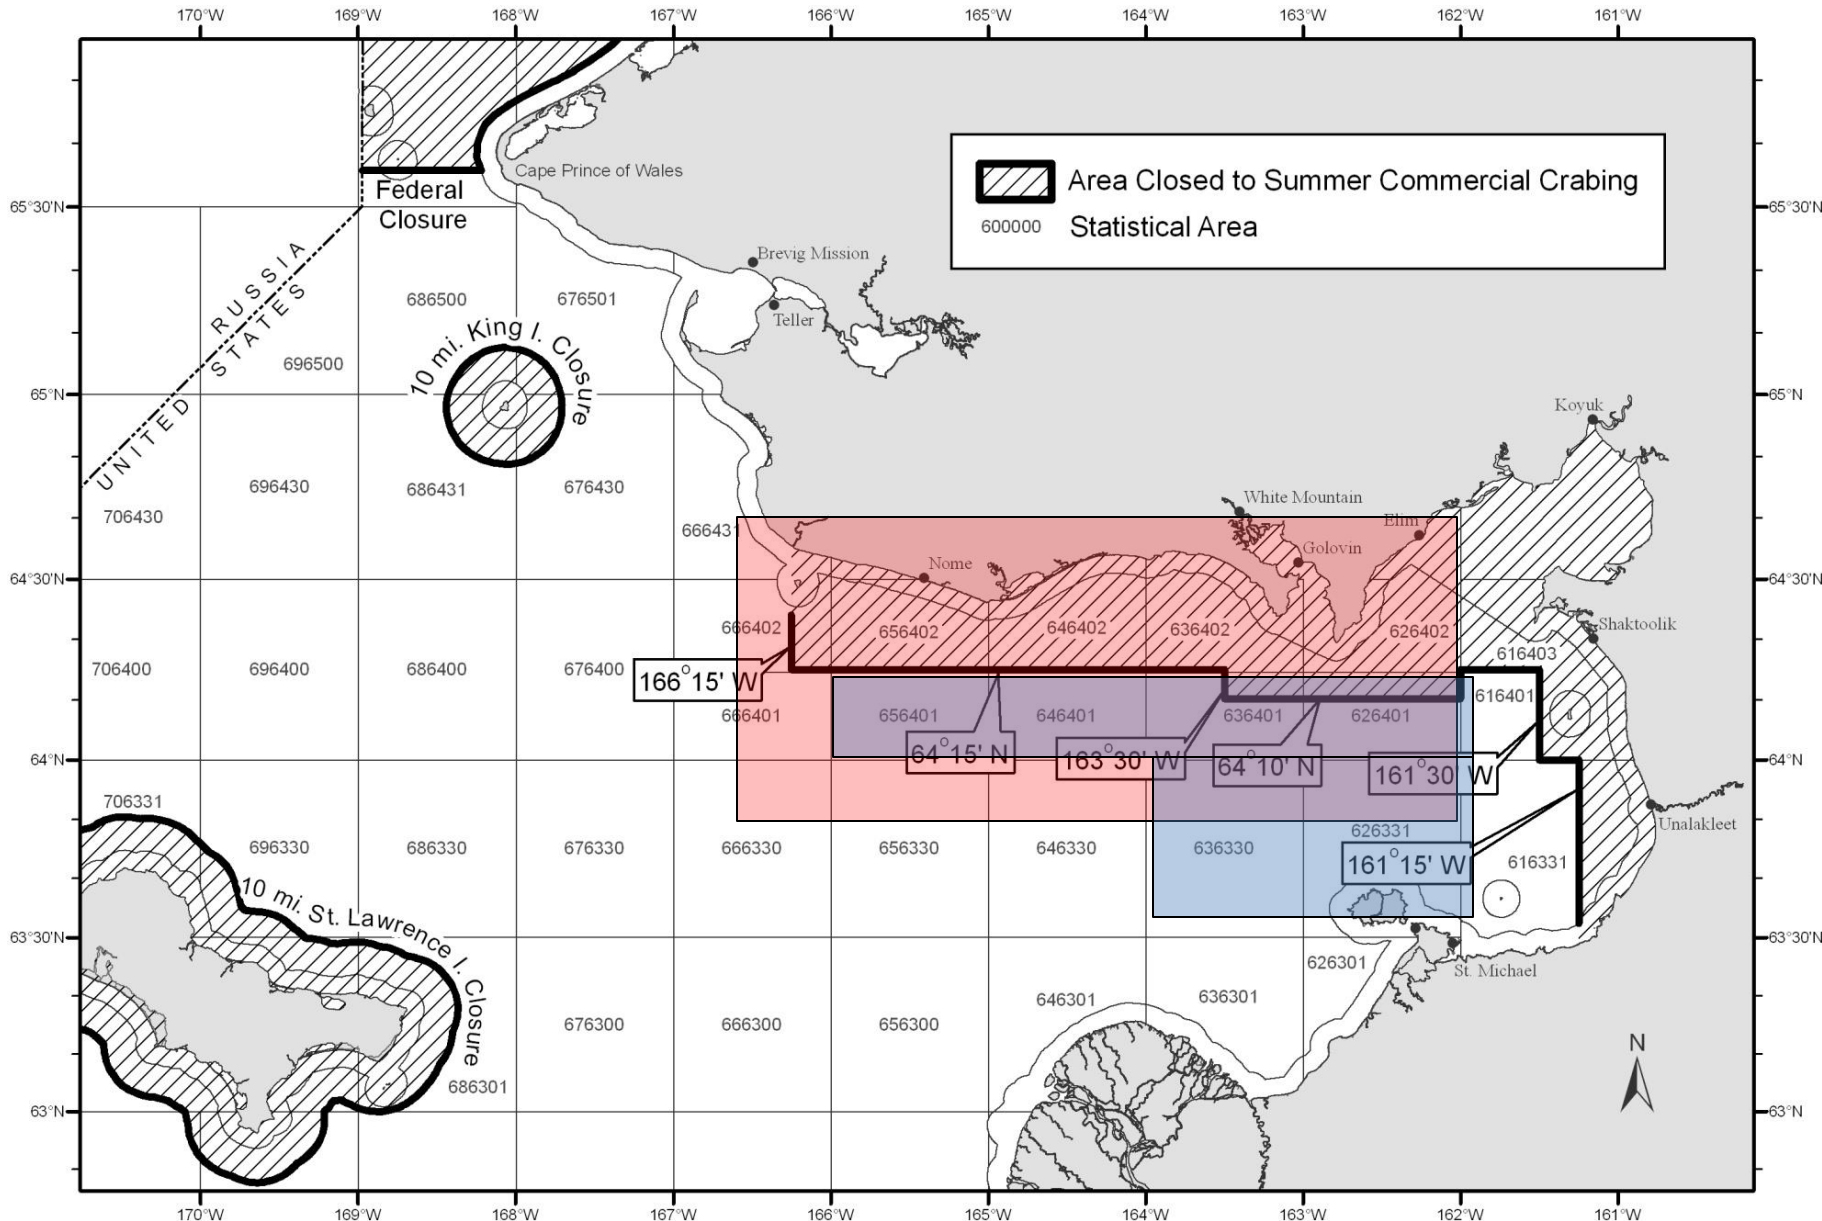 170°W 169°W 168°W 167°W 166°W 165°W 164°W 163°W 162°W 161°W
Cape Prince of Wales
Federal
Closure
Area Closed to Summer Commercial Crabing
600000 Statistical Area
65°30'N 65°30'N
RUSSIA
UNITED STATES
Brevig Mission
Teller
686500 676501
10 mi. King I. Closure
696500
65°N 65°N
Koyuk
696430 686431 676430
706430
White Mountain
666431
Elim
Golovin
Nome
64°30'N 64°30'N
Shaktoolik
666402 656402 646402 636402 626402
616403
706400 696400 686400 676400
166°15' W
616401
666401 656401 646401 636401 626401
64°15' N 163°30' W 64°10' N 161°30' W
64°N 64°N
706331
Unalakleet
626331
696330 686330 676330 666330 656330 646330 636330
161°15' W
616331
10 mi. St. Lawrence I. Closure
63°30'N 63°30'N
626301
St. Michael
646301 636301
676300 666300 656300
N
686301
63°N 63°N
170°W 169°W 168°W 167°W 166°W 165°W 164°W 163°W 162°W 161°W